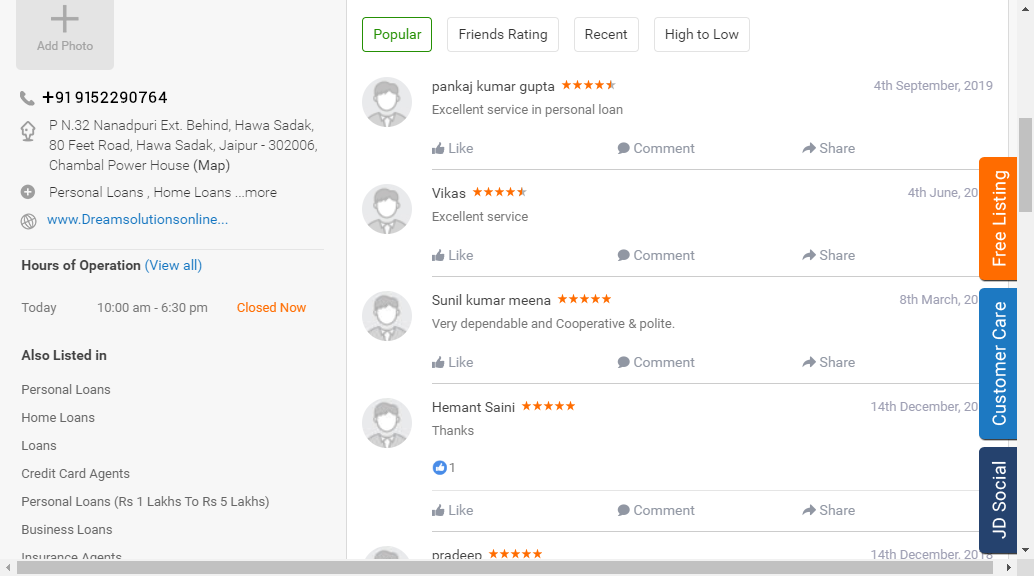 Add Photo
+91 9152290764
P N.32 Nanadpuri Ext. Behind, Hawa Sadak,
80 Feet Road, Hawa Sadak, Jaipur - 302006,
Chambal Power House (Map)
Personal Loans , Home Loans ...more
www.Dreamsolutionsonline...
Hours of Operation (View all)
Today 10:00 am - 6:30 pm Closed Now
Also Listed in
Personal Loans
Home Loans
Loans
Credit Card Agents
Personal Loans (Rs 1 Lakhs To Rs 5 Lakhs)
Business Loans
Insurance Agents
Popular Friends Rating Recent High to Low
pankaj kumar gupta 4th September, 2019
Excellent service in personal loan
Like Comment Share
Vikas 4th June, 20
Excellent service
Like Comment Share
Sunil kumar meena 8th March, 20
Very dependable and Cooperative & polite.
Like Comment Share
Hemant Saini 14th December, 20
Thanks
1
Like Comment Share
pradeep 14th December, 2018
Free Listing
Customer Care
JD Social